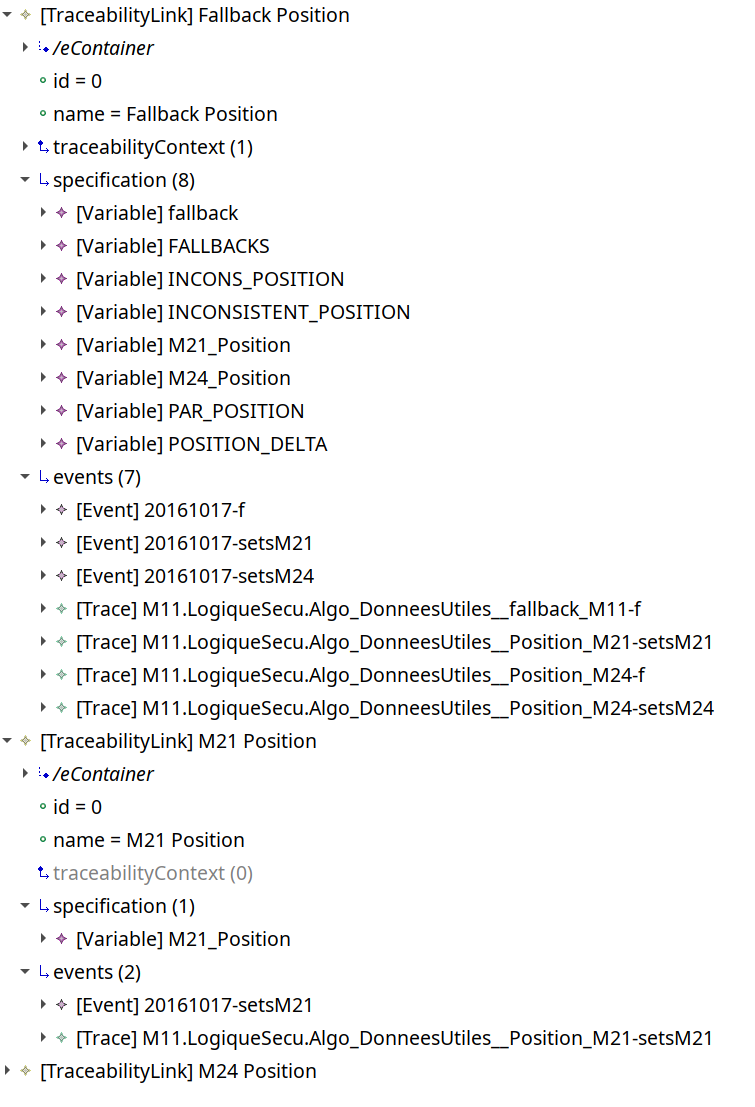 [TraceabilityLink] Fallback Position
/eContainer
id = 0
name = Fallback Position
traceabilityContext (1)
specification (8)
[Variable] fallback
[Variable] FALLBACKS
[Variable] INCONS_POSITION
[Variable] INCONSISTENT_POSITION
[Variable] M21_Position
[Variable] M24_Position
[Variable] PAR_POSITION
[Variable] POSITION_DELTA
events (7)
[Event] 20161017-f
[Event] 20161017-setsM21
[Event] 20161017-setsM24
[Trace] M11.LogiqueSecu.Algo_DonneesUtiles__fallback_M11-f
[Trace] M11.LogiqueSecu.Algo_DonneesUtiles__Position_M21-setsM21
[Trace] M11.LogiqueSecu.Algo_DonneesUtiles__Position_M24-f
[Trace] M11.LogiqueSecu.Algo_DonneesUtiles__Position_M24-setsM24
[TraceabilityLink] M21 Position
/eContainer
id = 0
name = M21 Position
traceabilityContext (0)
specification (1)
[Variable] M21_Position
events (2)
[Event] 20161017-setsM21
[Trace] M11.LogiqueSecu.Algo_DonneesUtiles__Position_M21-setsM21
[TraceabilityLink] M24 Position